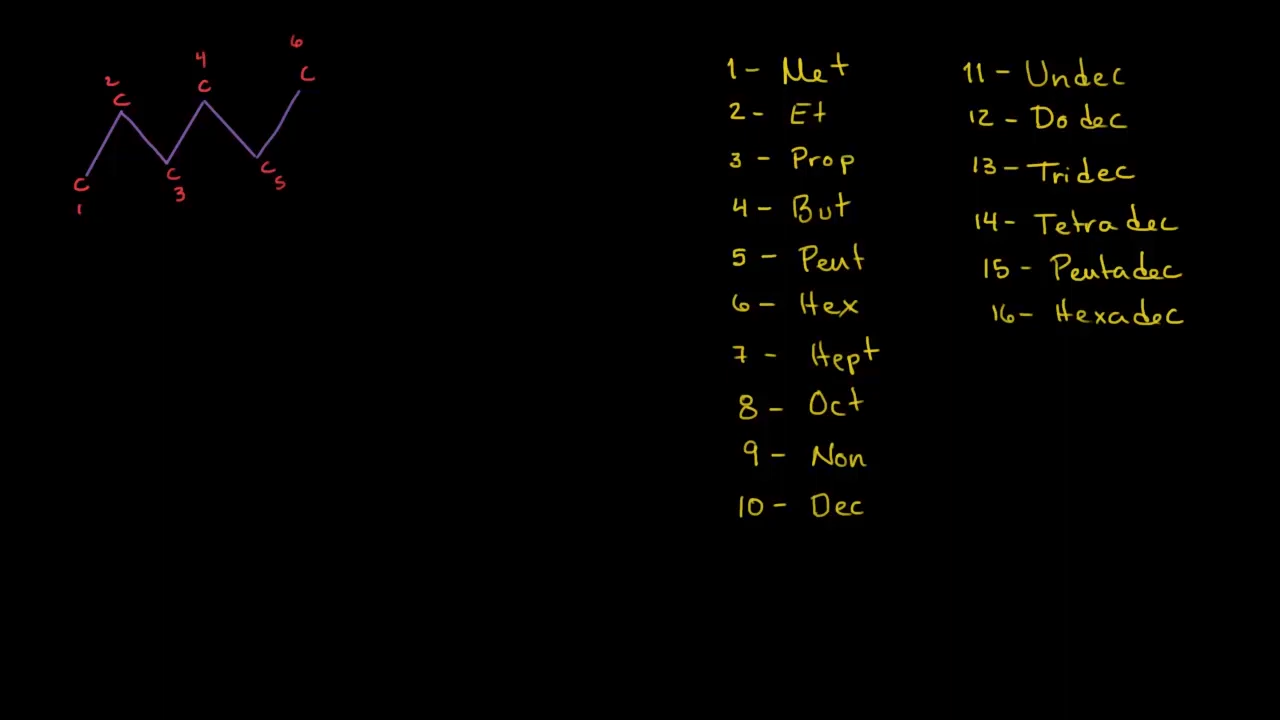 6
4
C
2
C
C
C
C
3
C
5
C
1
1 - Met
2 - Et
3 - Prop
4 - But
5 - Pent
6 - Hex
7 - Hept
8 - Oct
9 - Non
10 - Dec
11 - Undec
12 - Dodec
13 - Tridec
14 - Tetradec
15 - Pentadec
16 - Hexadec